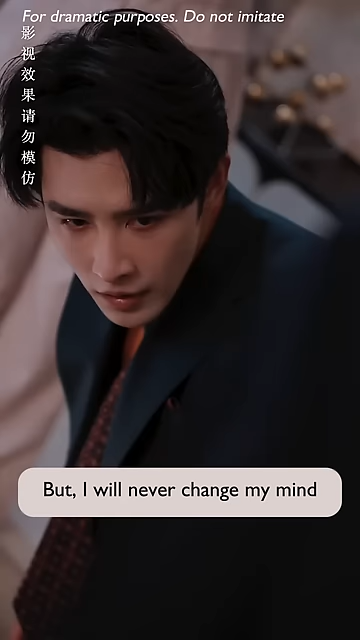 For dramatic purposes. Do not imitate
影视效果请勿模仿
But, I will never change my mind